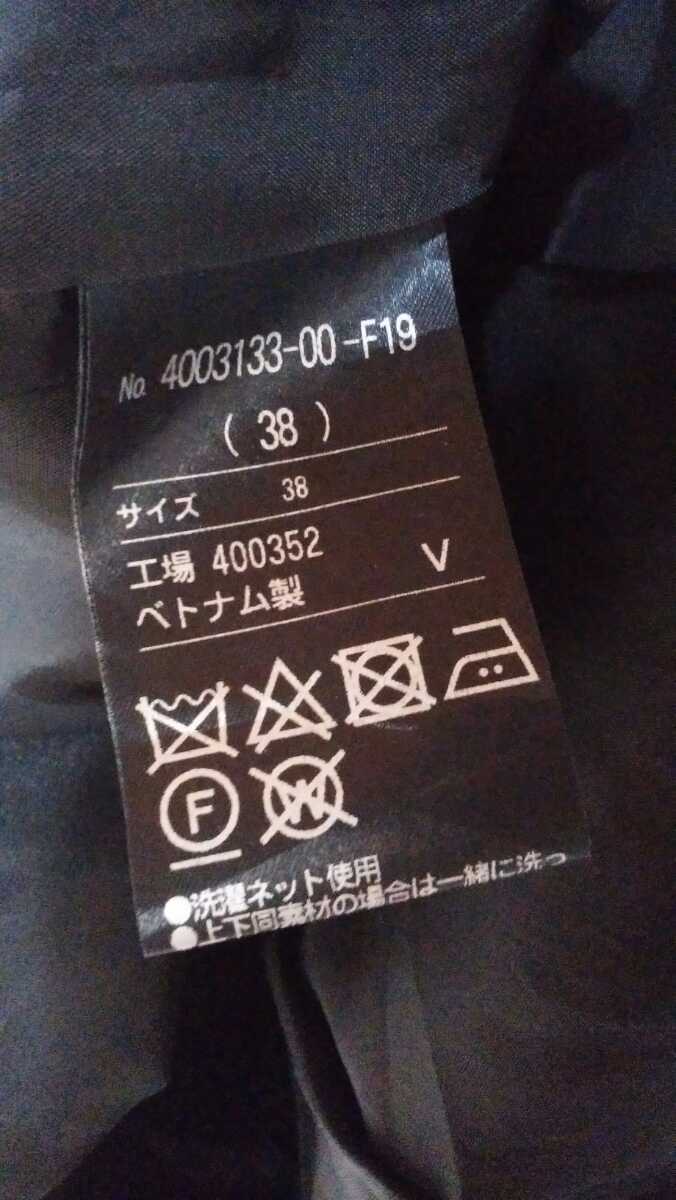 No. 4003133-00-F19
( 38 )
サイズ 38
工場 400352 V
ベトナム製
F W
●洗濯ネット使用
●上下同素材の場合は一緒に洗っ